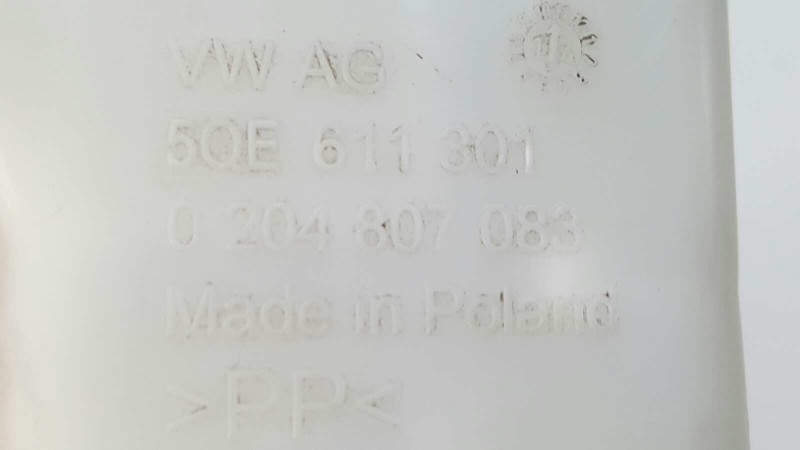 VW AG
5QE 611 301
0 204 807 083
Made in Poland
>PP<